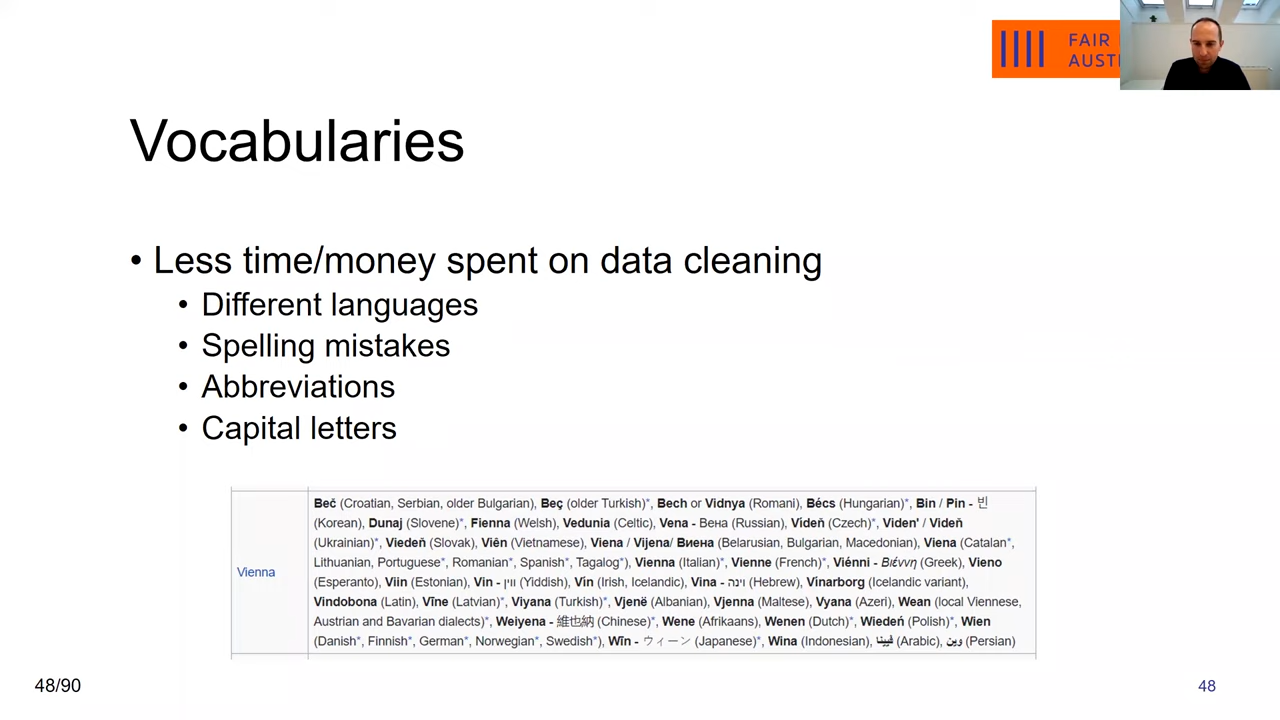 FAIR
AUST
Vocabularies
• Less time/money spent on data cleaning
• Different languages
• Spelling mistakes
• Abbreviations
• Capital letters
Vienna
Beč (Croatian, Serbian, older Bulgarian), Beç (older Turkish)*, Bech or Vidnya (Romani), Bécs (Hungarian)*, Bin / Pin - 빈
(Korean), Dunaj (Slovene)*, Fienna (Welsh), Vedunia (Celtic), Vena - Вена (Russian), Vídeň (Czech)*, Viden' / Videň
(Ukrainian)*, Viedeň (Slovak), Viên (Vietnamese), Viena / Vijena/ Виена (Belarusian, Bulgarian, Macedonian), Viena (Catalan*,
Lithuanian, Portuguese*, Romanian*, Spanish*, Tagalog*), Vienna (Italian)*, Vienne (French)*, Viénni - Βιέννη (Greek), Vieno
(Esperanto), Viin (Estonian), Vin - ווין (Yiddish), Vín (Irish, Icelandic), Vina - וינה (Hebrew), Vínarborg (Icelandic variant),
Vindobona (Latin), Vīne (Latvian)*, Viyana (Turkish)*, Vjenë (Albanian), Vjenna (Maltese), Vyana (Azeri), Wean (local Viennese,
Austrian and Bavarian dialects)*, Weiyena - 維也納 (Chinese)*, Wene (Afrikaans), Wenen (Dutch)*, Wiedeń (Polish)*, Wien
(Danish*, Finnish*, German*, Norwegian*, Swedish*), Wīn - ウィーン (Japanese)*, Wina (Indonesian), فيينا (Arabic), وین (Persian)
48/90
48